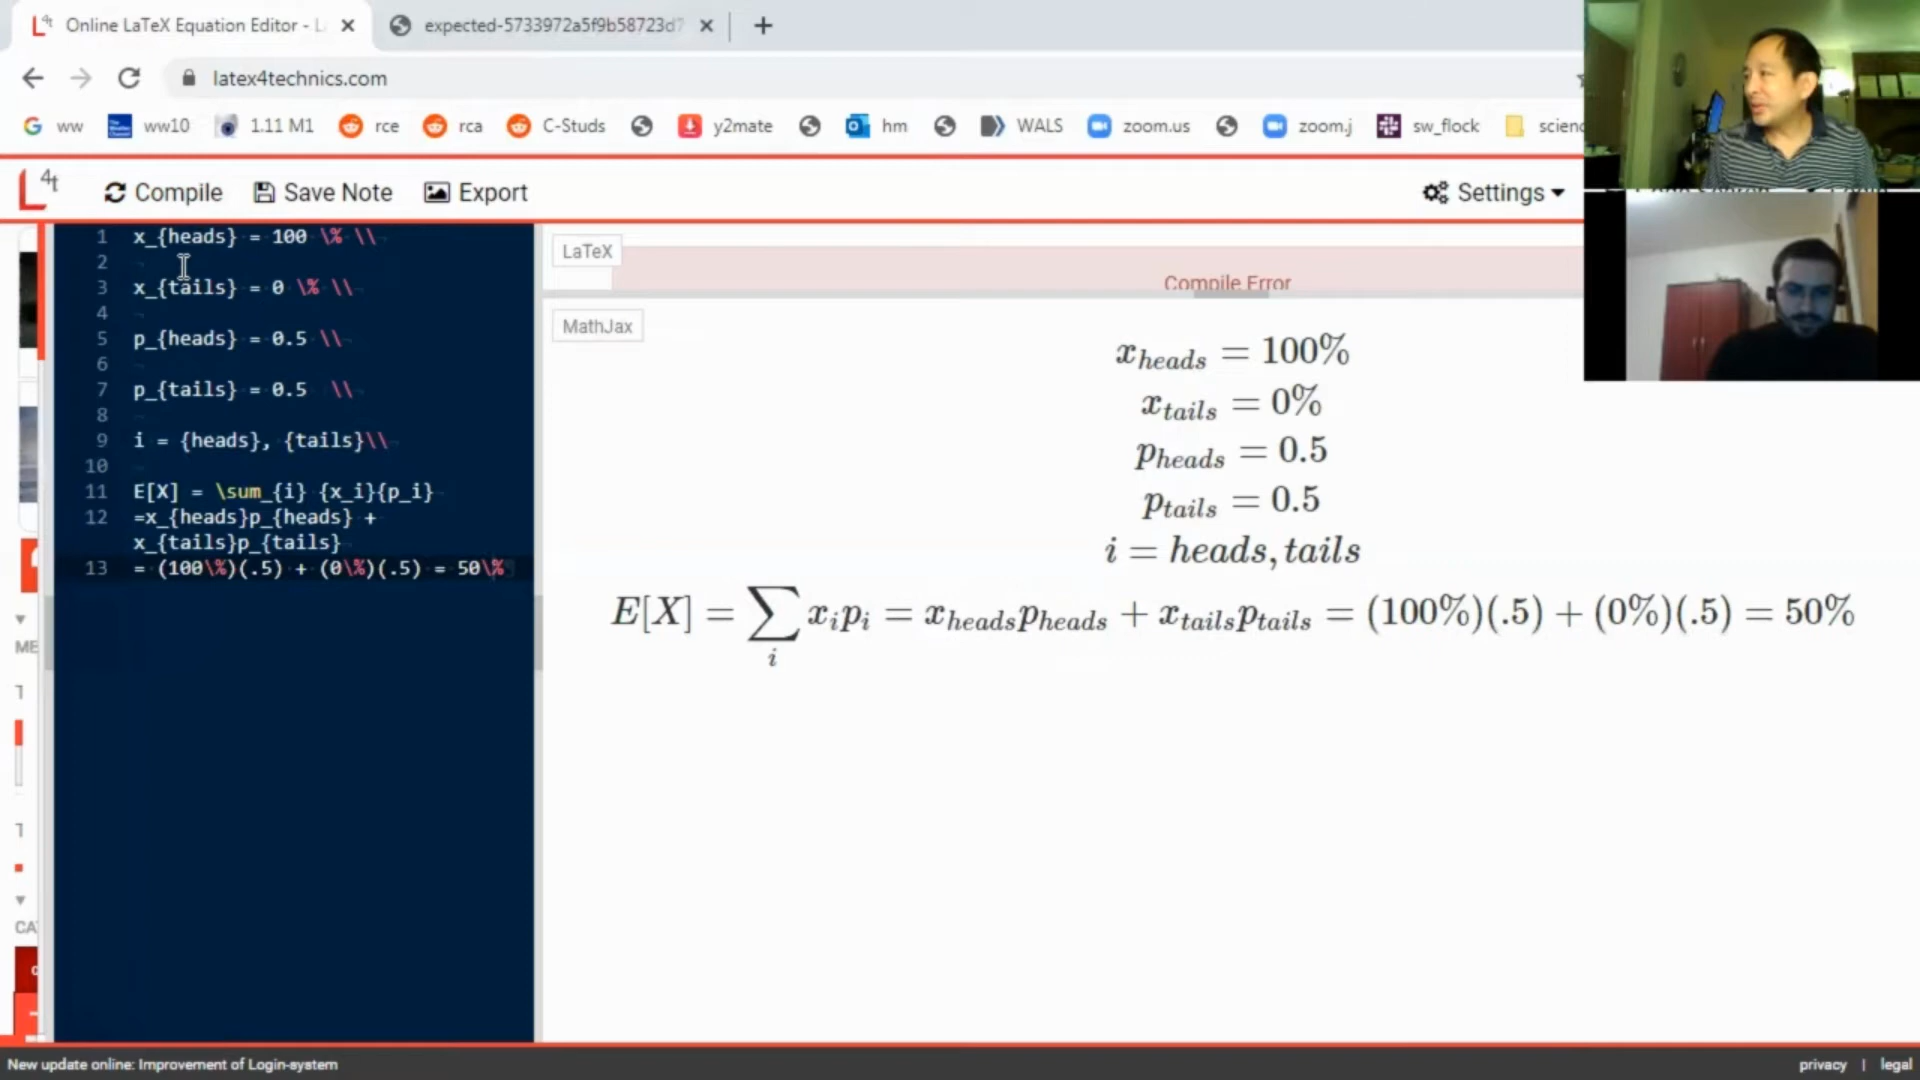 Online LaTeX Equation Editor - L
expected-5733972a5f9b58723d7
latex4technics.com
ww
ww10
1.11 M1
rce
rca
C-Studs
y2mate
hm
WALS
zoom.us
zoom.j
sw_flock
scienc
L4t
Compile
Save Note
Export
Settings
1 x_{heads} = 100 \% \\
2
3 x_{tails} = 0 \% \\
4
5 p_{heads} = 0.5 \\
6
7 p_{tails} = 0.5 \\
8
9 i = {heads}, {tails}\\
10
11 E[X] = \sum_{i} {x_i}{p_i}
12 =x_{heads}p_{heads} +
x_{tails}p_{tails}
13 = (100\%)(.5) + (0\%)(.5) = 50\%
LaTeX
Compile Error
MathJax
x_heads = 100%
x_tails = 0%
p_heads = 0.5
p_tails = 0.5
i = heads, tails
E[X] = ∑_i x_i p_i = x_heads p_heads + x_tails p_tails = (100%)(.5) + (0%)(.5) = 50%
ME
CA
New update online: Improvement of Login-system
privacy | legal